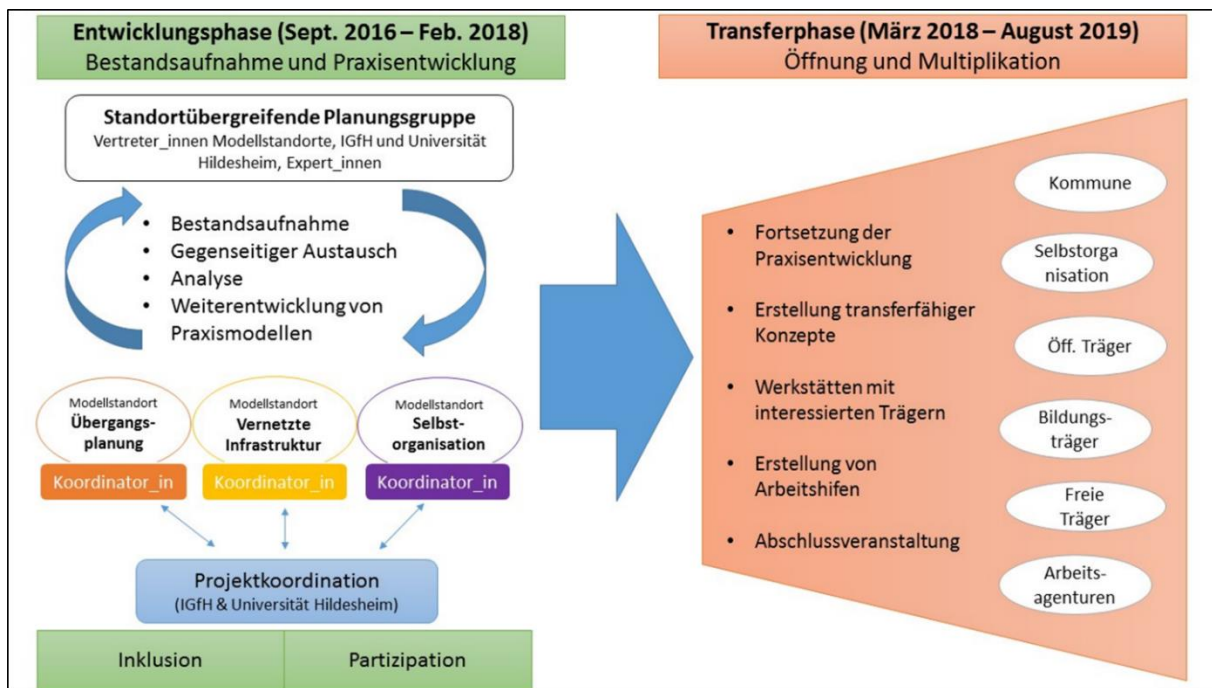 Entwicklungsphase (Sept. 2016 – Feb. 2018)
Bestandsaufnahme und Praxisentwicklung
Standortübergreifende Planungsgruppe
Vertreter_innen Modellstandorte, IGfH und Universität
Hildesheim, Expert_innen
• Bestandsaufnahme
• Gegenseitiger Austausch
• Analyse
• Weiterentwicklung von
Praxismodellen
Modellstandort
Übergangs-
planung
Koordinator_in
Modellstandort
Vernetzte
Infrastruktur
Koordinator_in
Modellstandort
Selbst-
organisation
Koordinator_in
Projektkoordination
(IGfH & Universität Hildesheim)
Inklusion
Partizipation
Transferphase (März 2018 – August 2019)
Öffnung und Multiplikation
• Fortsetzung der
Praxisentwicklung
• Erstellung transferfähiger
Konzepte
• Werkstätten mit
interessierten Trägern
• Erstellung von
Arbeitshifen
• Abschlussveranstaltung
Kommune
Selbstorga
nisation
Öff. Träger
Bildungs-
träger
Freie
Träger
Arbeits-
agenturen